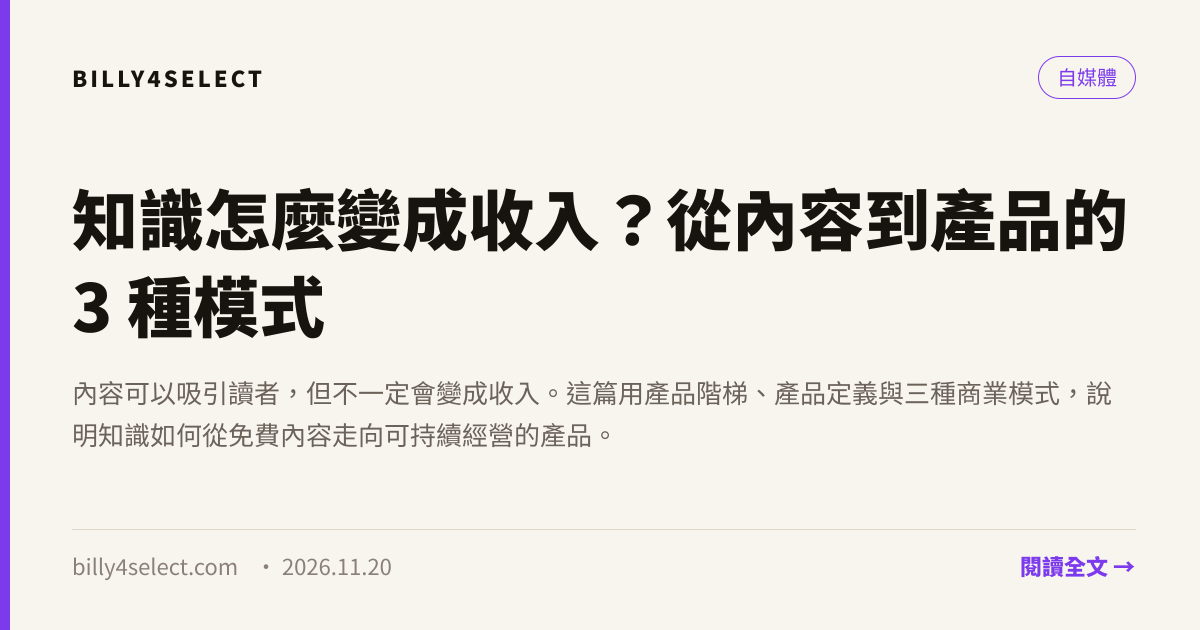 BILLY4SELECT
自媒體
知識怎麼變成收入？從內容到產品的
3 種模式
內容可以吸引讀者，但不一定會變成收入。這篇用產品階梯、產品定義與三種商業模式，說
明知識如何從免費內容走向可持續經營的產品。
billy4select.com ・ 2026.11.20
閱讀全文 →